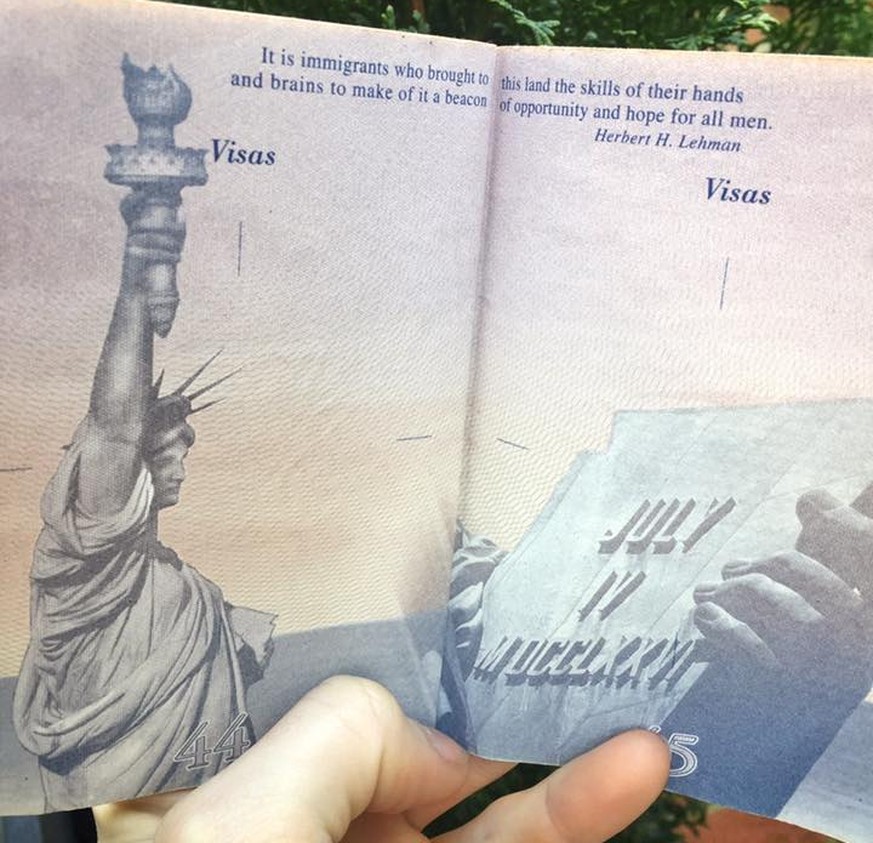 It is immigrants who brought to this land the skills of their hands
and brains to make of it a beacon of opportunity and hope for all men.
Herbert H. Lehman
Visas
Visas
JULY
IV
MDCCLXXVI
44
5